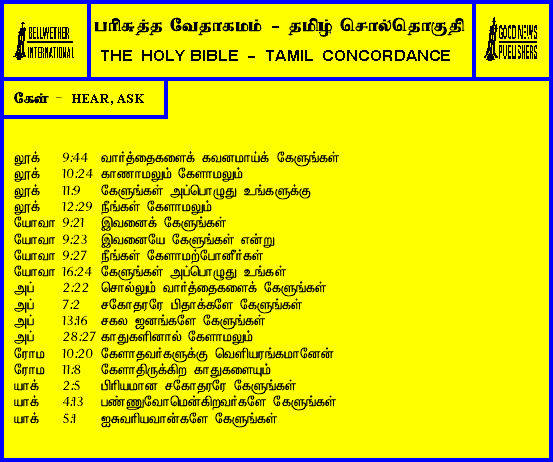 BELLWETHER
INTERNATIONAL
பரிசுத்த வேதாகமம் - தமிழ் சொல்தொகுதி
THE HOLY BIBLE - TAMIL CONCORDANCE
GOOD NEWS
PUBLISHERS
கேள் - HEAR, ASK
லூக் 9:44 வார்த்தைகளைக் கவனமாய்க் கேளுங்கள்
லூக் 10:24 காணாமலும் கேளாமலும்
லூக் 11:9 கேளுங்கள் அப்பொழுது உங்களுக்கு
லூக் 12:29 நீங்கள் கேளாமலும்
யோவா 9:21 இவனைக் கேளுங்கள்
யோவா 9:23 இவனையே கேளுங்கள் என்று
யோவா 9:27 நீங்கள் கேளாமற்போனீர்கள்
யோவா 16:24 கேளுங்கள் அப்பொழுது உங்கள்
அப் 2:22 சொல்லும் வார்த்தைகளைக் கேளுங்கள்
அப் 7:2 சகோதரரே பிதாக்களே கேளுங்கள்
அப் 13:16 சகல ஜனங்களே கேளுங்கள்
அப் 28:27 காதுகளினால் கேளாமலும்
ரோம 10:20 கேளாதவர்களுக்கு வெளியரங்கமானேன்
ரோம 11:8 கேளாதிருக்கிற காதுகளையும்
யாக் 2:5 பிரியமான சகோதரரே கேளுங்கள்
யாக் 4:13 பண்ணுவோமென்கிறவர்களே கேளுங்கள்
யாக் 5:1 ஐசுவரியவான்களே கேளுங்கள்